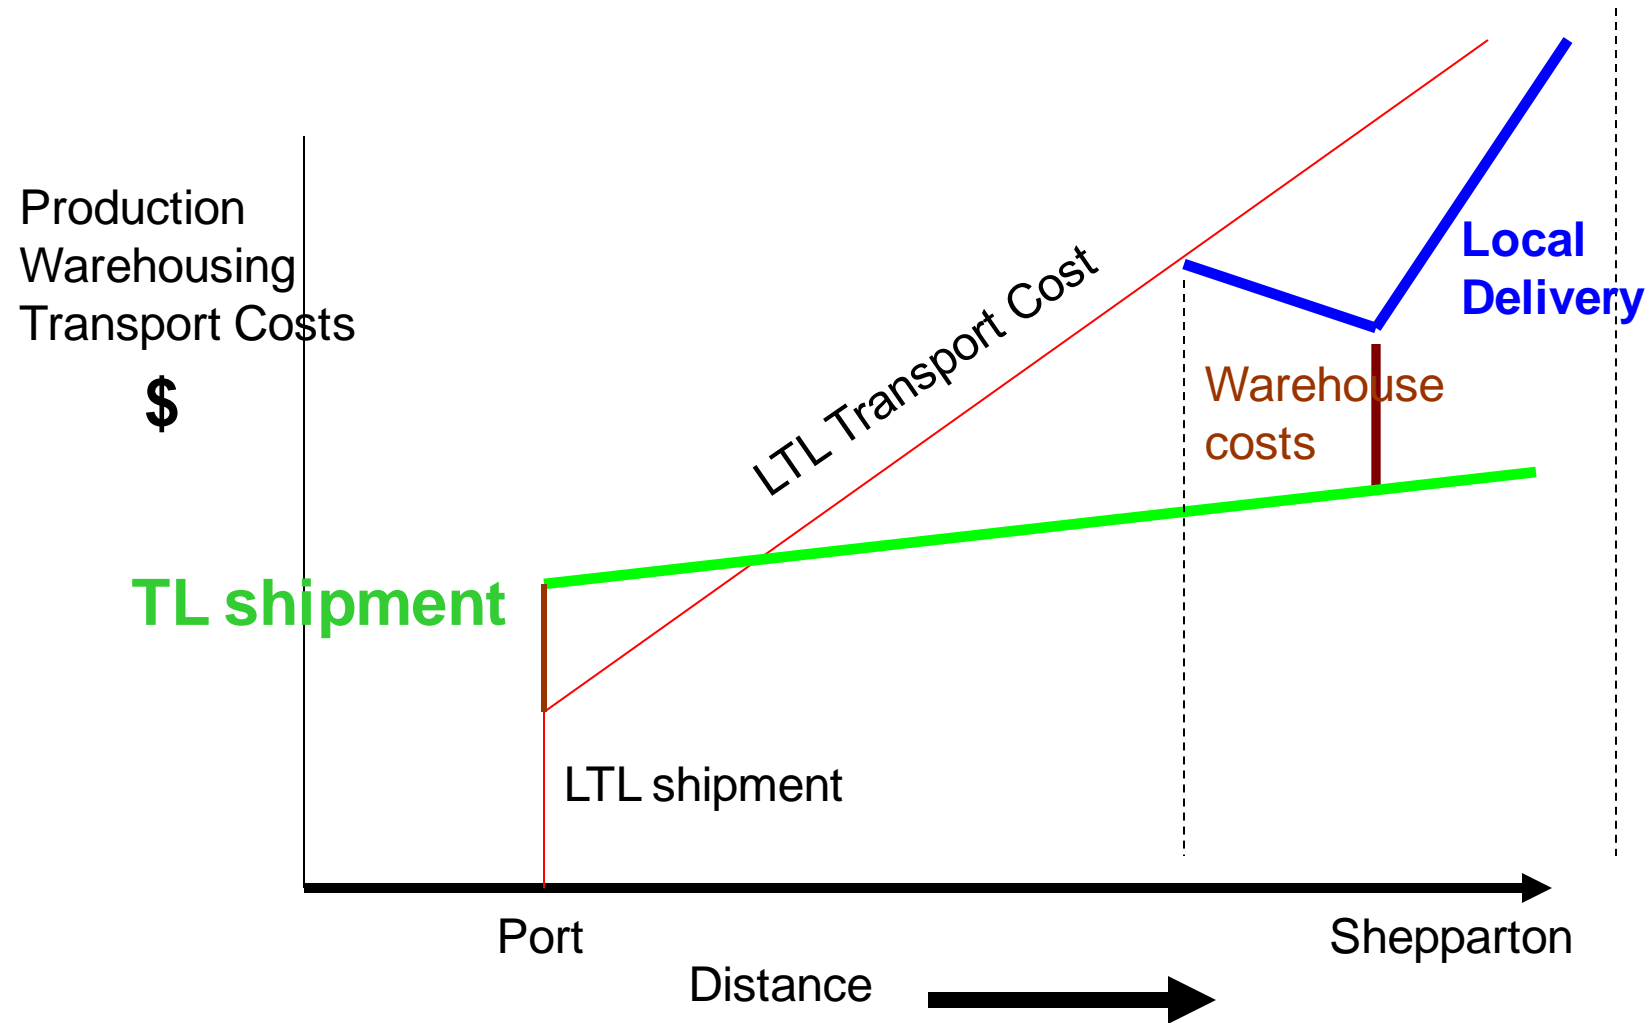 Production
Warehousing
Transport Costs
$
LTL Transport Cost
Local
Delivery
Warehouse
costs
TL shipment
LTL shipment
Port
Shepparton
Distance